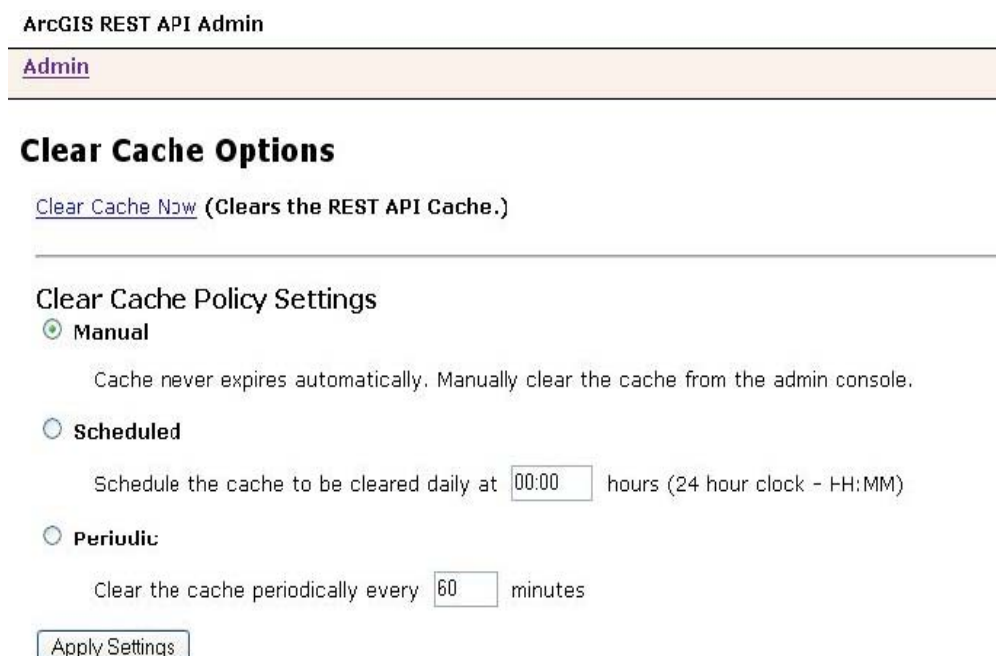 ArcGIS REST API Admin
Admin
Clear Cache Options
Clear Cache Now (Clears the REST API Cache.)
Clear Cache Policy Settings
Manual
Cache never expires automatically. Manually clear the cache from the admin console.
Scheduled
Schedule the cache to be cleared daily at 00:00 hours (24 hour clock - HH:MM)
Periodic
Clear the cache periodically every 60 minutes
Apply Settings